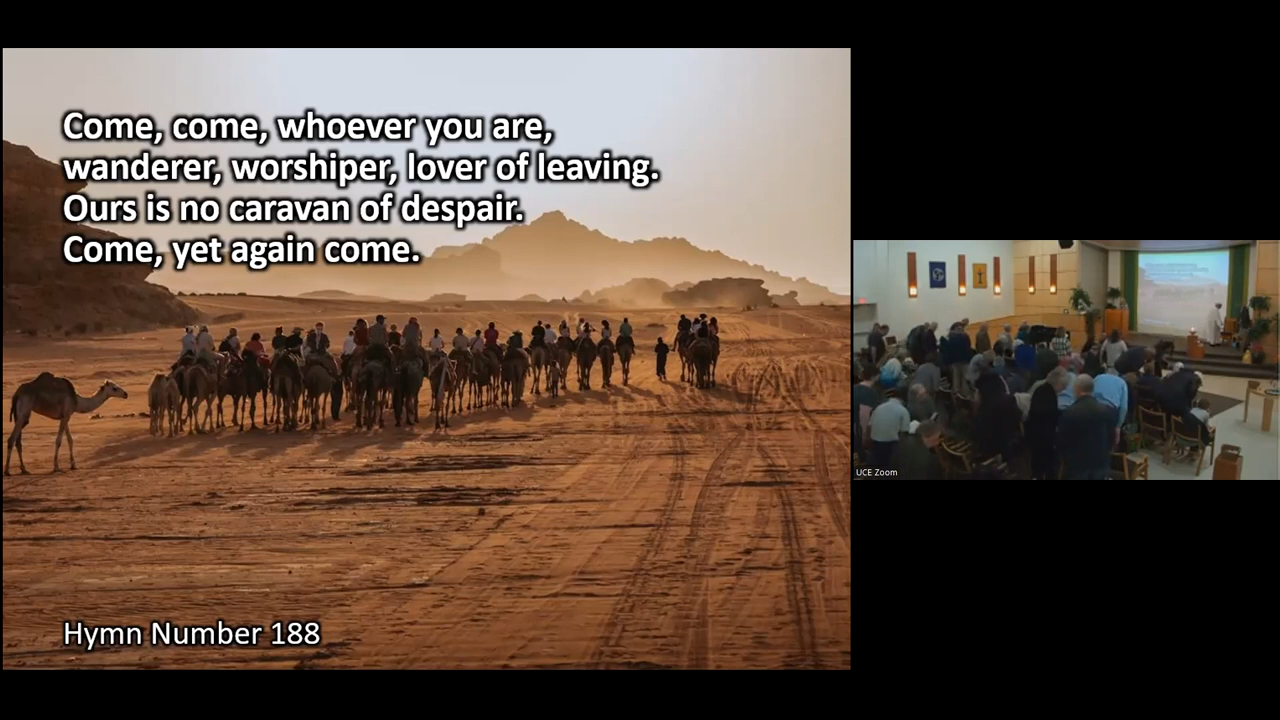 Come, come, whoever you are,
wanderer, worshiper, lover of leaving.
Ours is no caravan of despair.
Come, yet again come.
Hymn Number 188
UCE Zoom